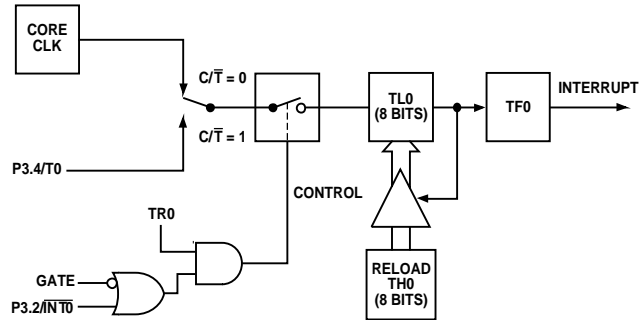 CORE
CLK
C/T̅ = 0
C/T̅ = 1
P3.4/T0
TL0
(8 BITS)
TF0
INTERRUPT
CONTROL
TR0
GATE
P3.2/I̅N̅T̅0̅
RELOAD
TH0
(8 BITS)